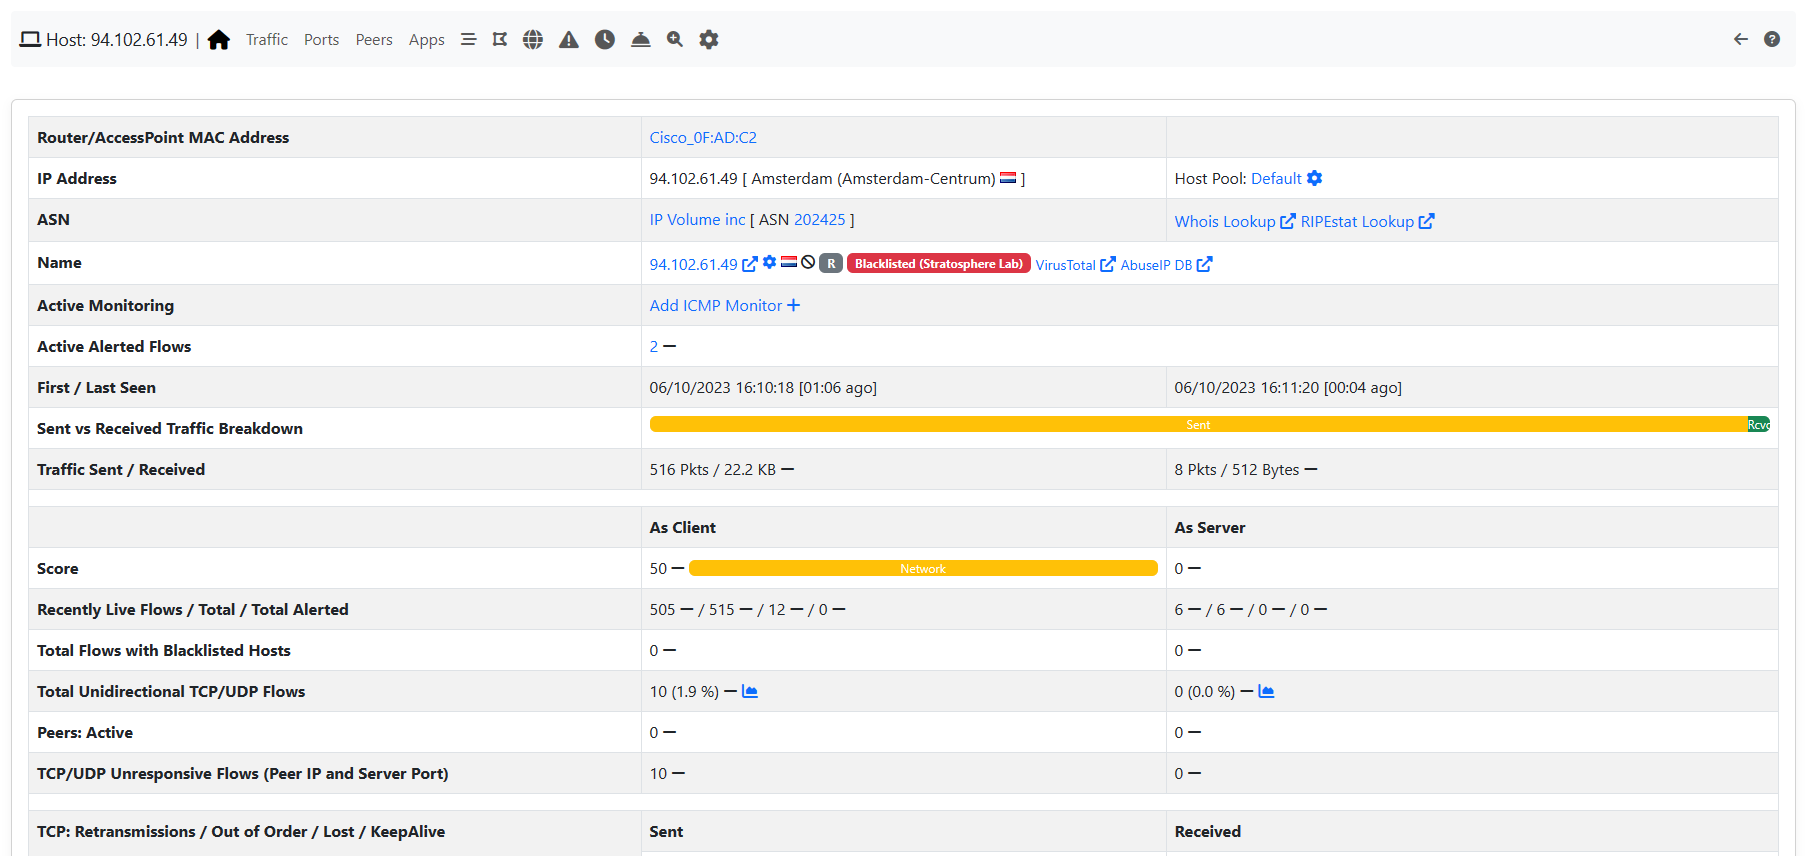 Host: 94.102.61.49 | Traffic Ports Peers Apps
Router/AccessPoint MAC Address Cisco_0F:AD:C2
IP Address 94.102.61.49 [ Amsterdam (Amsterdam-Centrum) ] Host Pool: Default
ASN IP Volume inc [ ASN 202425 ] Whois Lookup RIPEstat Lookup
Name 94.102.61.49 R Blacklisted (Stratosphere Lab) VirusTotal AbuseIP DB
Active Monitoring Add ICMP Monitor +
Active Alerted Flows 2 —
First / Last Seen 06/10/2023 16:10:18 [01:06 ago] 06/10/2023 16:11:20 [00:04 ago]
Sent vs Received Traffic Breakdown Sent Rcvd
Traffic Sent / Received 516 Pkts / 22.2 KB — 8 Pkts / 512 Bytes —
As Client As Server
Score 50 — Network 0 —
Recently Live Flows / Total / Total Alerted 505 — / 515 — / 12 — / 0 — 6 — / 6 — / 0 — / 0 —
Total Flows with Blacklisted Hosts 0 — 0 —
Total Unidirectional TCP/UDP Flows 10 (1.9 %) — 0 (0.0 %) —
Peers: Active 0 — 0 —
TCP/UDP Unresponsive Flows (Peer IP and Server Port) 10 — 0 —
TCP: Retransmissions / Out of Order / Lost / KeepAlive Sent Received